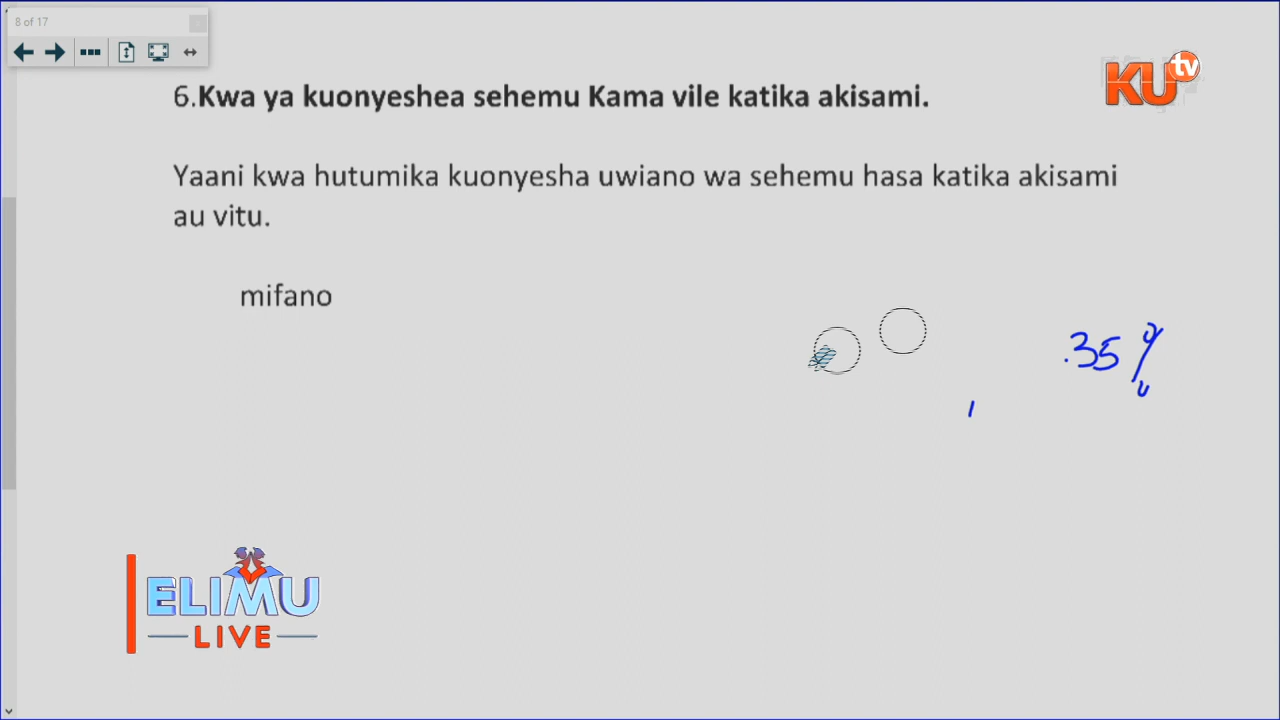 8 of 17
KU tv
6.Kwa ya kuonyeshea sehemu Kama vile katika akisami.
Yaani kwa hutumika kuonyesha uwiano wa sehemu hasa katika akisami
au vitu.
mifano
.35%
ELIMU
LIVE